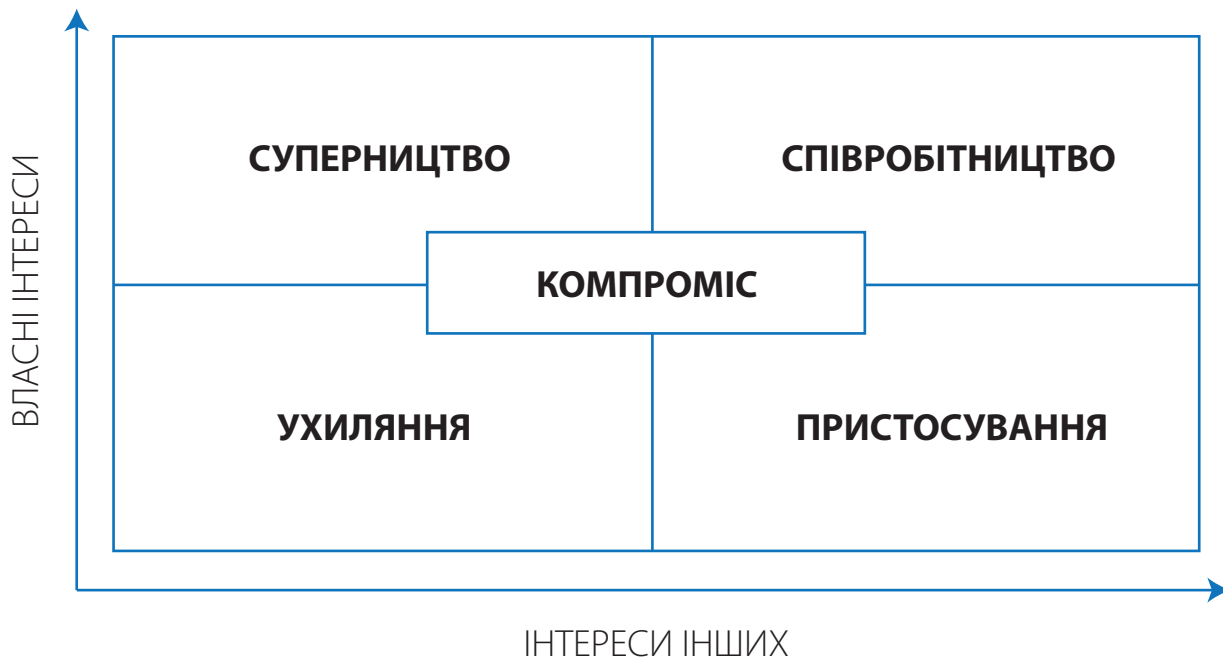 ВЛАСНІ ІНТЕРЕСИ
СУПЕРНИЦТВО
СПІВРОБІТНИЦТВО
КОМПРОМІС
УХИЛЯННЯ
ПРИСТОСУВАННЯ
ІНТЕРЕСИ ІНШИХ